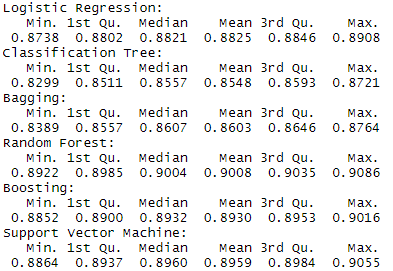 Logistic Regression:
Min. 1st Qu. Median Mean 3rd Qu. Max.
0.8738 0.8802 0.8821 0.8825 0.8846 0.8908
Classification Tree:
Min. 1st Qu. Median Mean 3rd Qu. Max.
0.8299 0.8511 0.8557 0.8548 0.8593 0.8721
Bagging:
Min. 1st Qu. Median Mean 3rd Qu. Max.
0.8389 0.8557 0.8607 0.8603 0.8646 0.8764
Random Forest:
Min. 1st Qu. Median Mean 3rd Qu. Max.
0.8922 0.8985 0.9004 0.9008 0.9035 0.9086
Boosting:
Min. 1st Qu. Median Mean 3rd Qu. Max.
0.8852 0.8900 0.8932 0.8930 0.8953 0.9016
Support Vector Machine:
Min. 1st Qu. Median Mean 3rd Qu. Max.
0.8864 0.8937 0.8960 0.8959 0.8984 0.9055